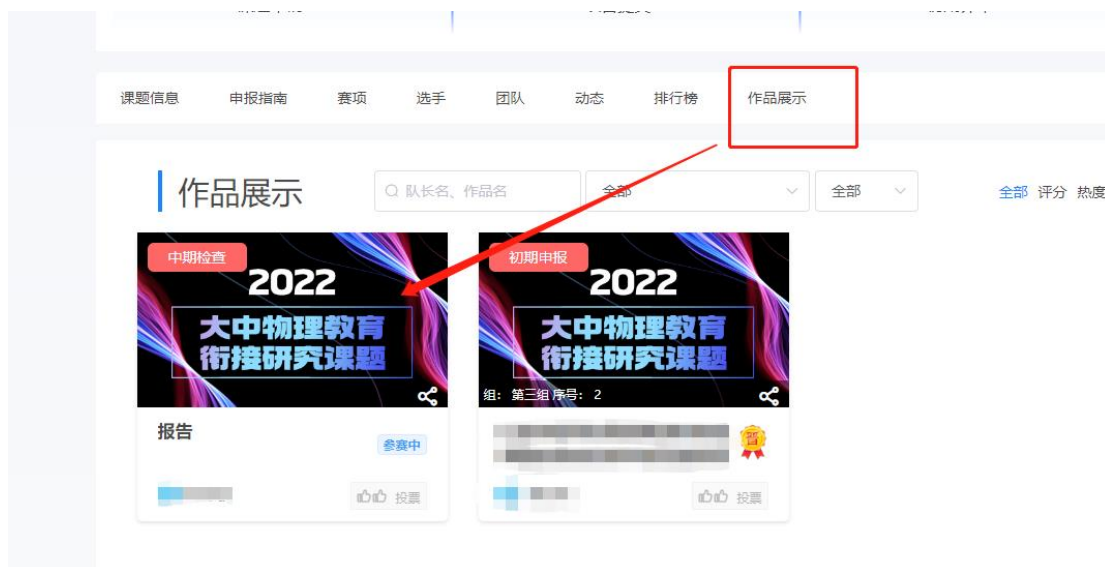 课题信息 申报指南 赛项 选手 团队 动态 排行榜 作品展示
作品展示 队长名、作品名 全部 全部 全部 评分 热度
中期检查
2022
大中物理教育
衔接研究课题
报告
参赛中
投票
初期申报
2022
大中物理教育
衔接研究课题
组: 第三组 序号: 2
投票